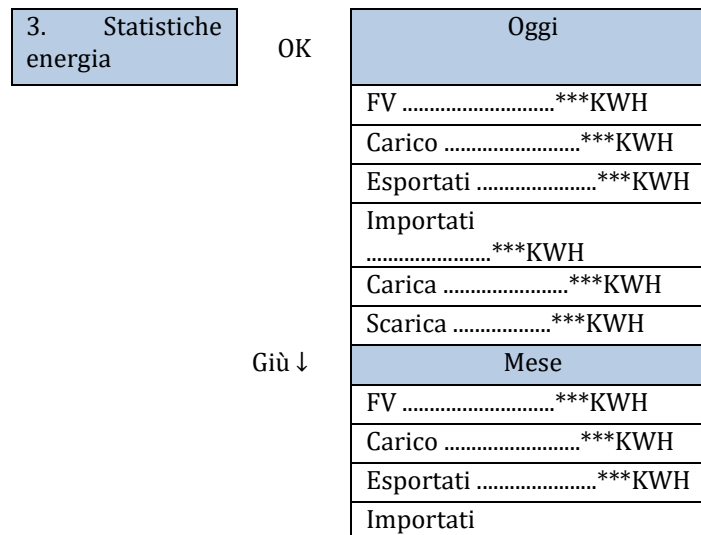 3. Statistiche
energia
OK
Oggi
FV ............................***KWH
Carico .........................***KWH
Esportati ......................***KWH
Importati
.......................***KWH
Carica .......................***KWH
Scarica ..................***KWH
Giù ↓
Mese
FV ............................***KWH
Carico .........................***KWH
Esportati ......................***KWH
Importati